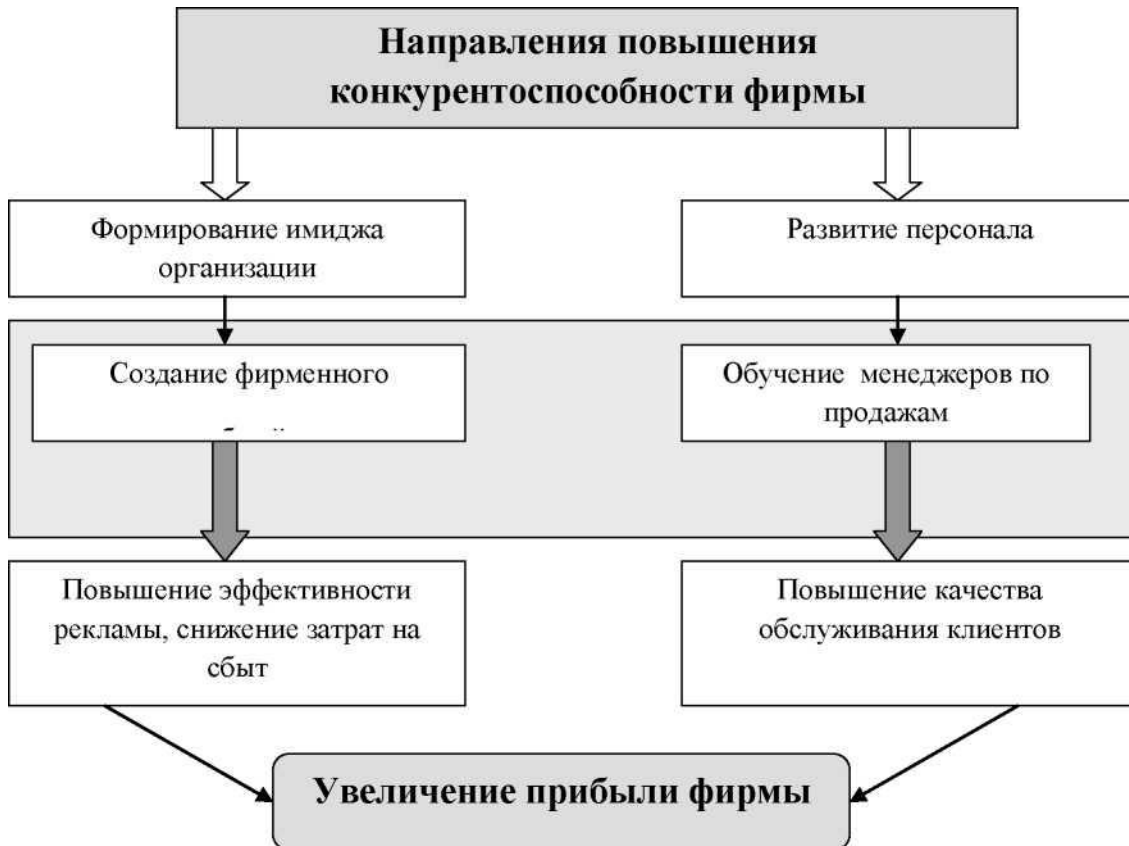 Направления повышения
конкурентоспособности фирмы
Формирование имиджа
организации
Развитие персонала
Создание фирменного
Обучение менеджеров по
продажам
Повышение эффективности
рекламы, снижение затрат на
сбыт
Повышение качества
обслуживания клиентов
Увеличение прибыли фирмы